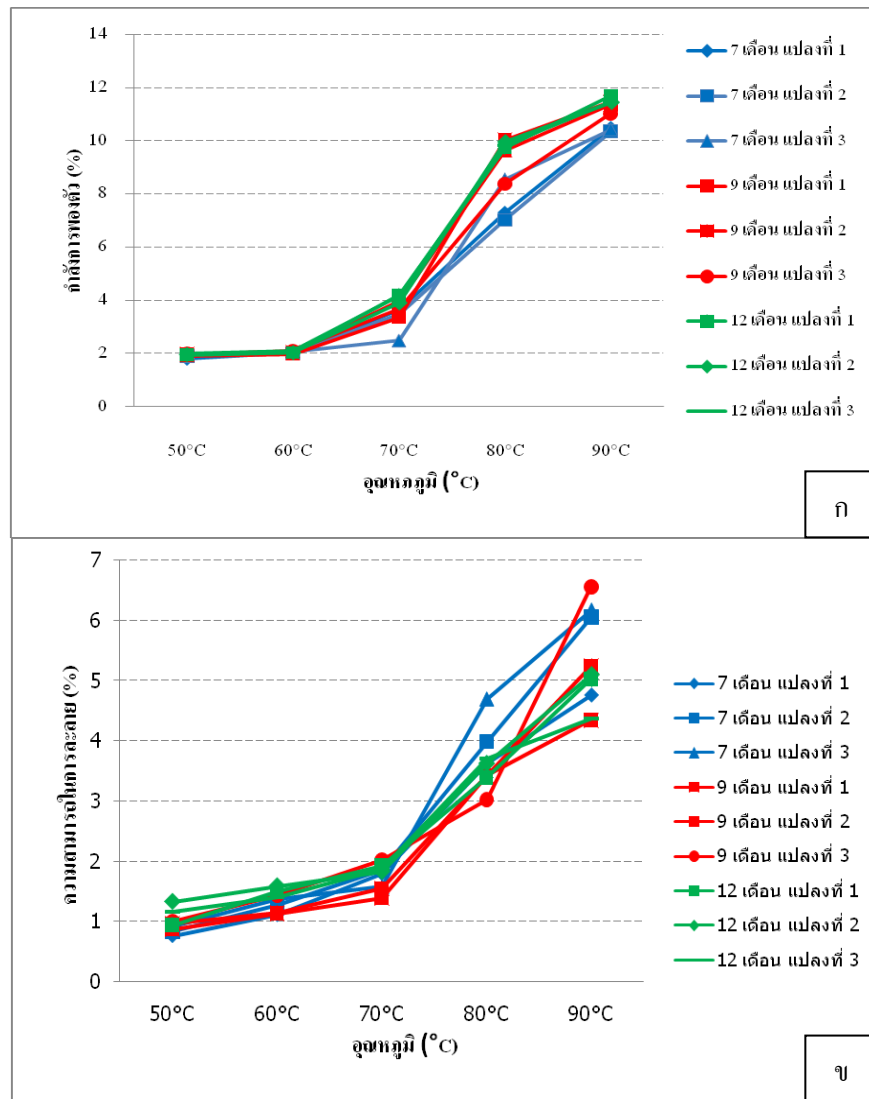 14
12
10
8
6
4
2
0
กำลังการพองตัว (%)
50°C 60°C 70°C 80°C 90°C
อุณหภูมิ (°C)
7 เดือน แปลงที่ 1
7 เดือน แปลงที่ 2
7 เดือน แปลงที่ 3
9 เดือน แปลงที่ 1
9 เดือน แปลงที่ 2
9 เดือน แปลงที่ 3
12 เดือน แปลงที่ 1
12 เดือน แปลงที่ 2
12 เดือน แปลงที่ 3
ก
7
6
5
4
3
2
1
0
ความสามารถในการละลาย (%)
50°C 60°C 70°C 80°C 90°C
อุณหภูมิ (°C)
7 เดือน แปลงที่ 1
7 เดือน แปลงที่ 2
7 เดือน แปลงที่ 3
9 เดือน แปลงที่ 1
9 เดือน แปลงที่ 2
9 เดือน แปลงที่ 3
12 เดือน แปลงที่ 1
12 เดือน แปลงที่ 2
12 เดือน แปลงที่ 3
ข